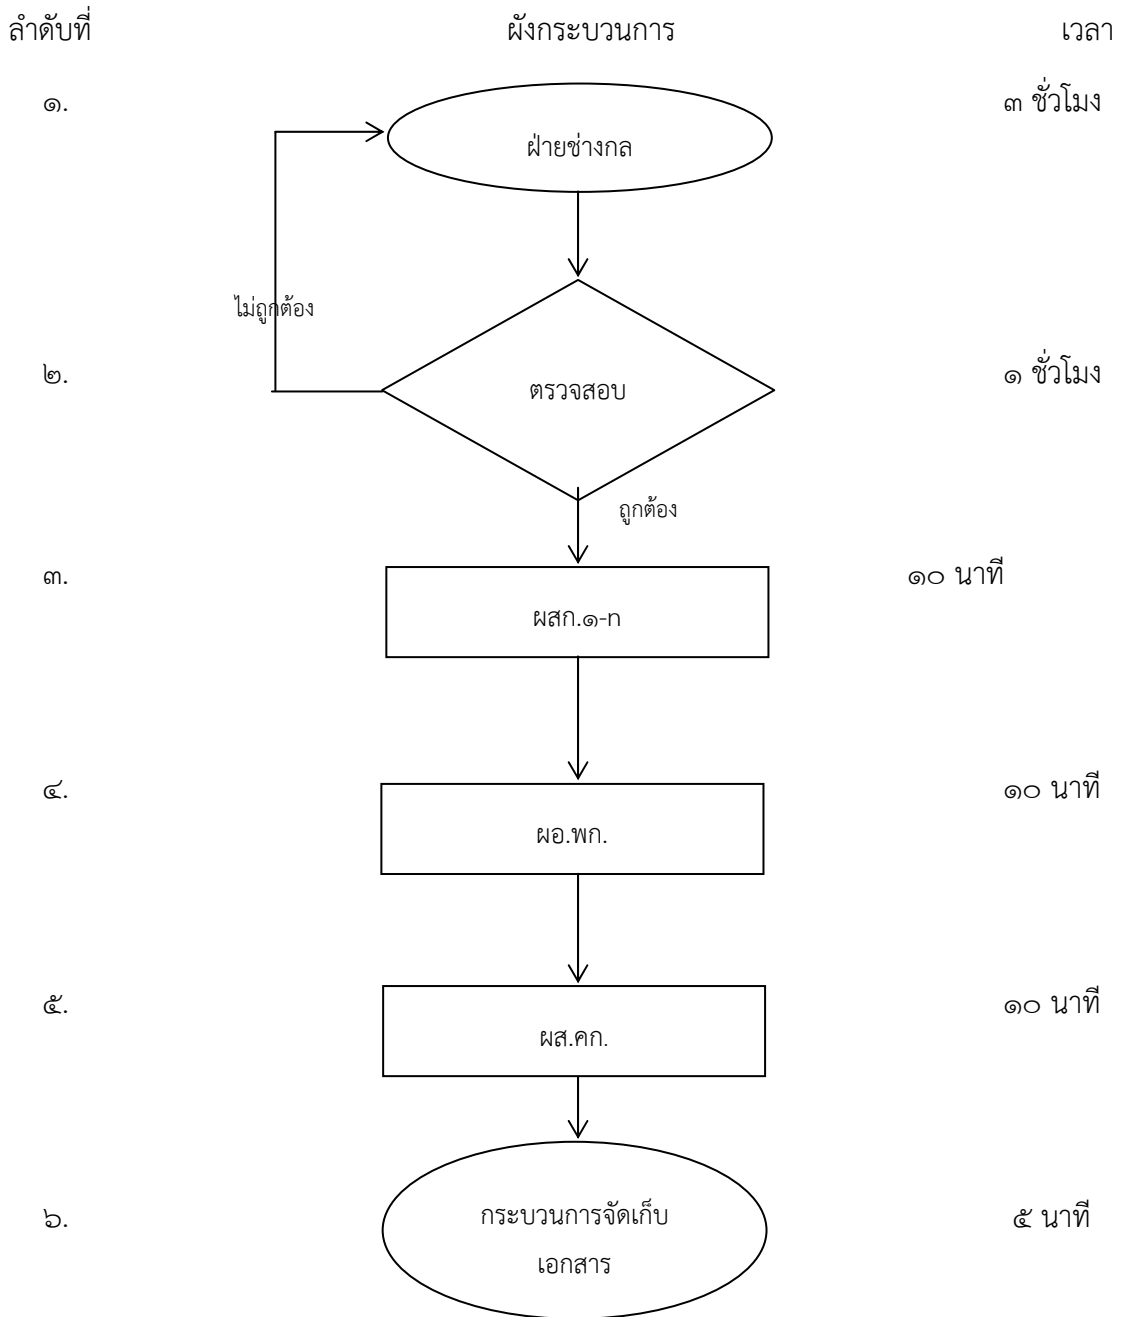 ลำดับที่ ผังกระบวนการ เวลา
๑. ฝ่ายช่างกล ๓ ชั่วโมง
ไม่ถูกต้อง
๒. ตรวจสอบ ๑ ชั่วโมง
ถูกต้อง
๓. ผสก.๑-n ๑๐ นาที
๔. ผอ.พก. ๑๐ นาที
๕. ผส.คก. ๑๐ นาที
๖. กระบวนการจัดเก็บ ๕ นาที
เอกสาร